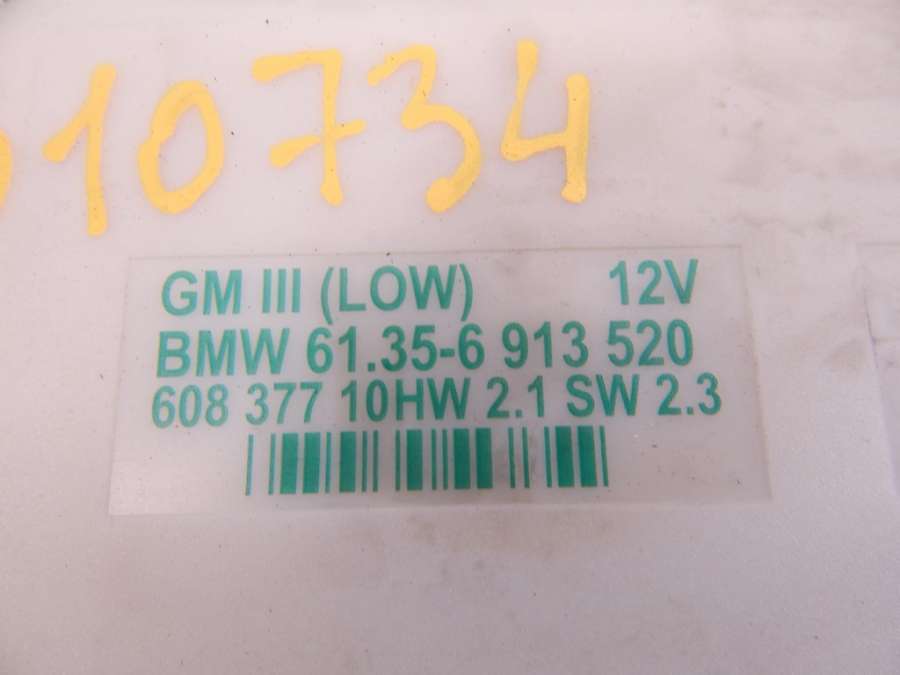 10734
GM III (LOW) 12V
BMW 61.35-6 913 520
608 377 10HW 2.1 SW 2.3